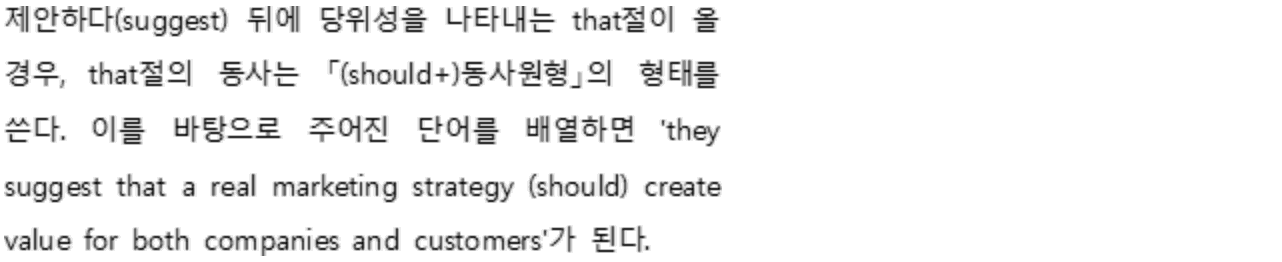 제안하다(suggest) 뒤에 당위성을 나타내는 that절이 올
경우, that절의 동사는 「(should+)동사원형」의 형태를
쓴다. 이를 바탕으로 주어진 단어를 배열하면 'they
suggest that a real marketing strategy (should) create
value for both companies and customers'가 된다.